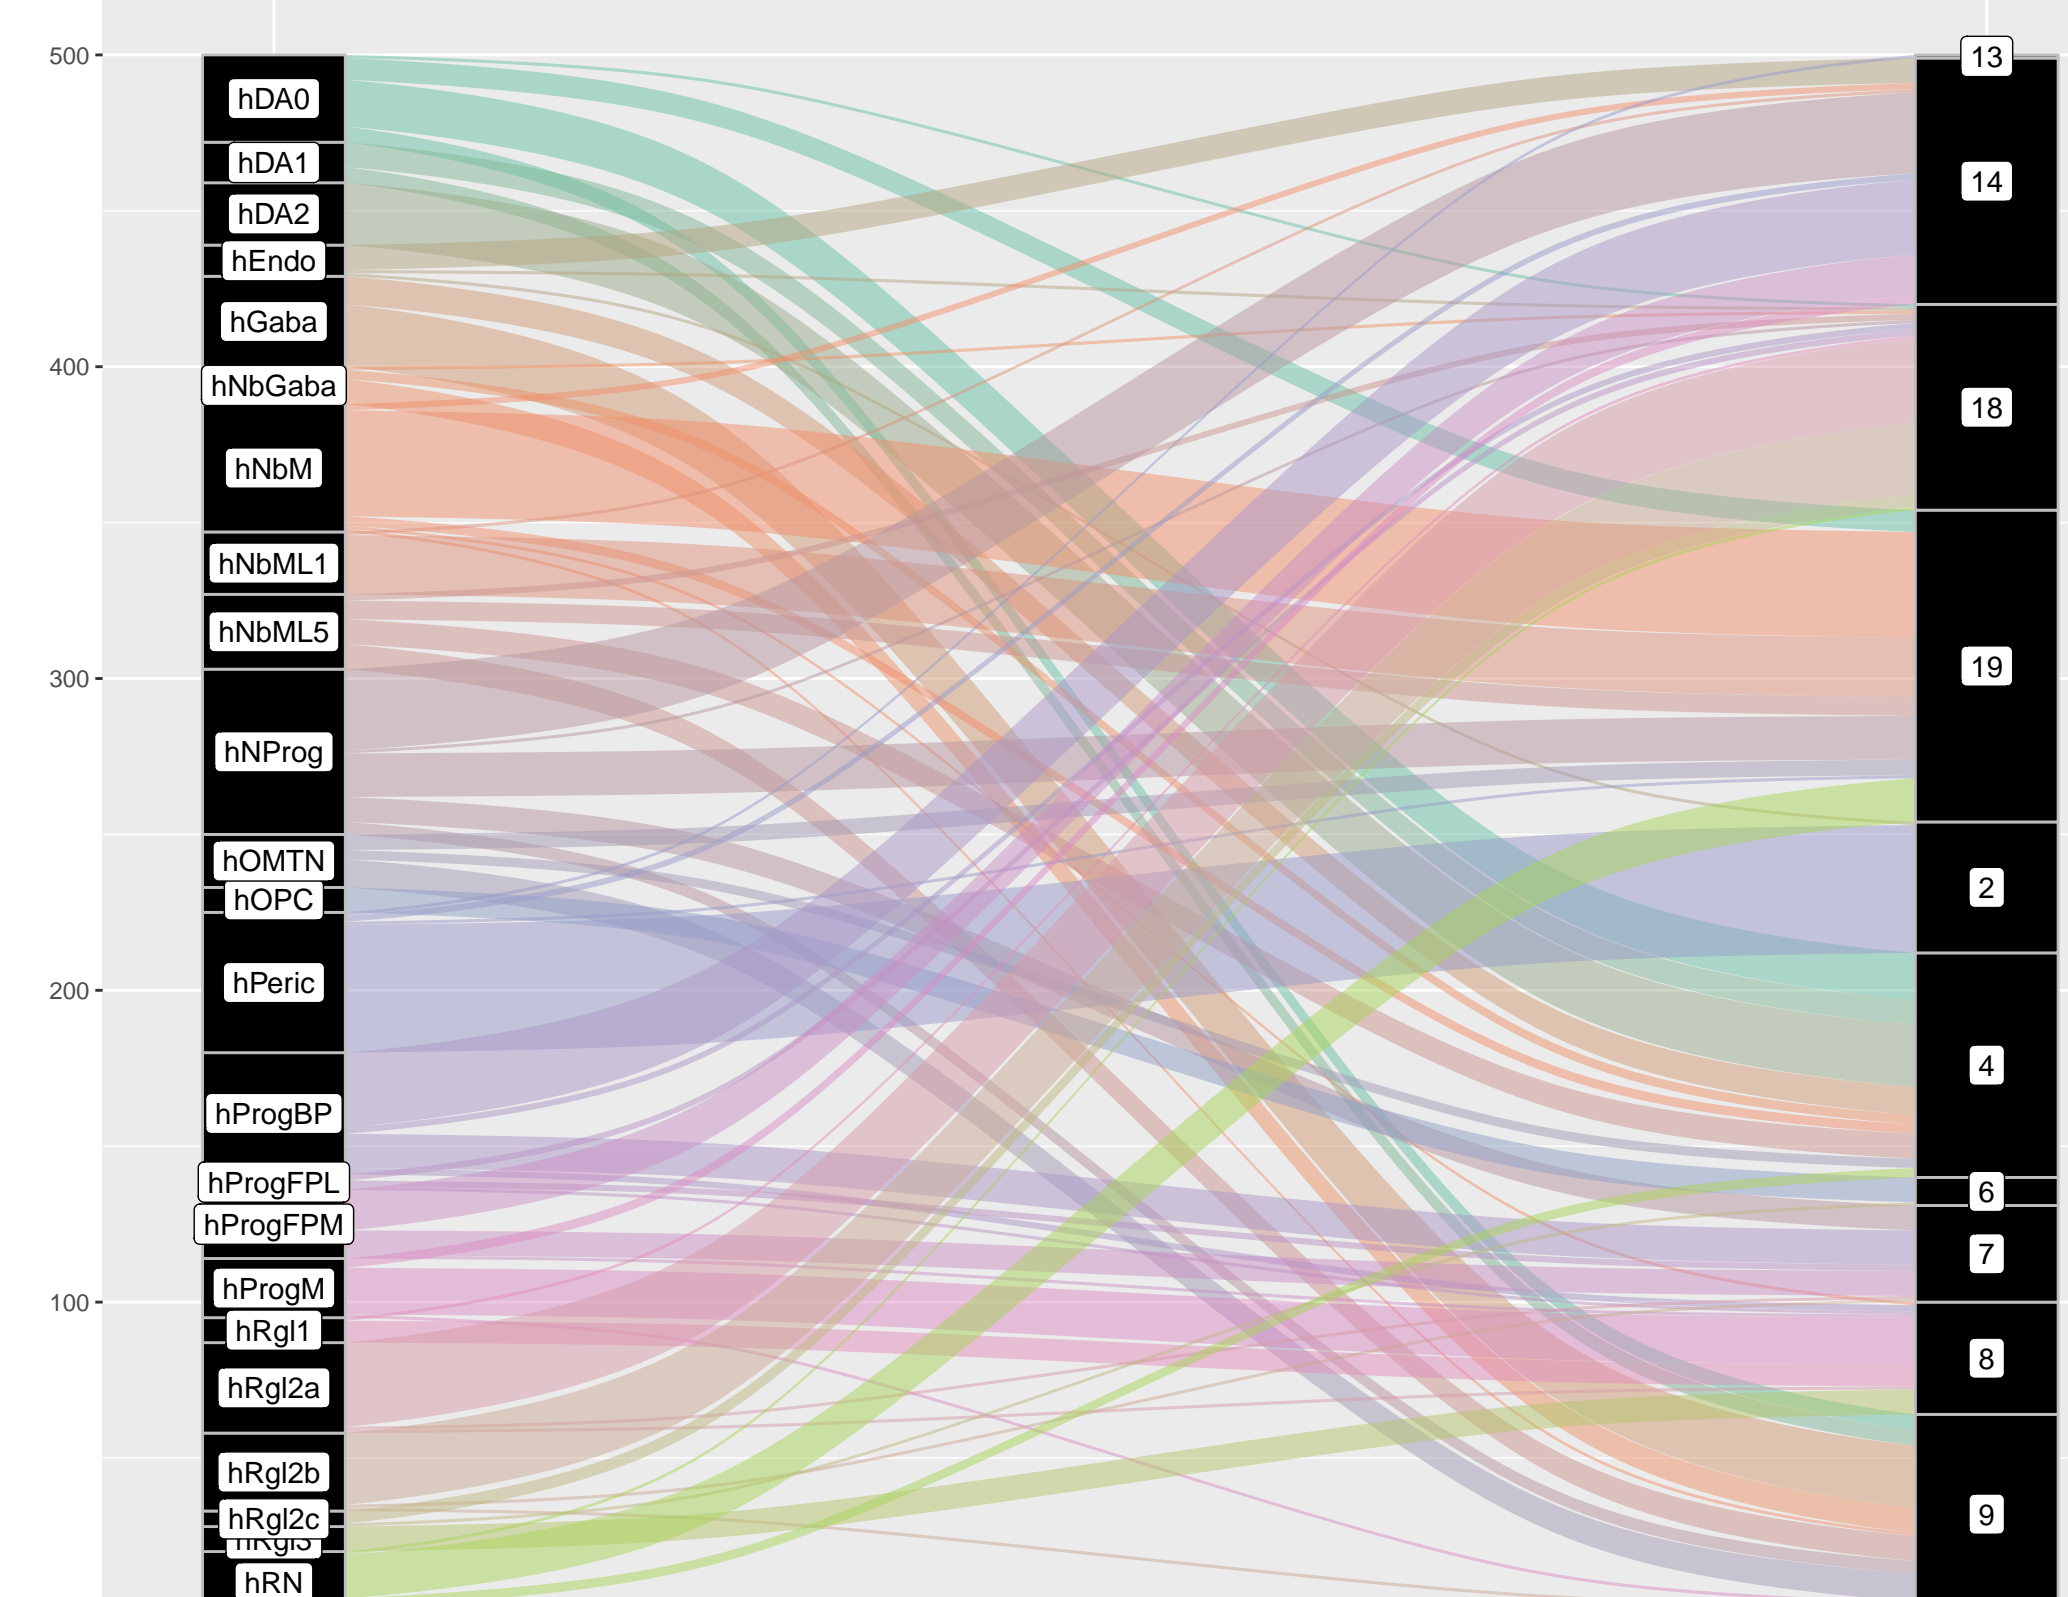 500
400
300
200
100
hDA0
hDA1
hDA2
hEndo
hGaba
hNbGaba
hNbM
hNbML1
hNbML5
hNProg
hOMTN
hOPC
hPeric
hProgBP
hProgFPL
hProgFPM
hProgM
hRgl1
hRgl2a
hRgl2b
hRgl2c
hRgl3
hRN
13
14
18
19
2
4
6
7
8
9